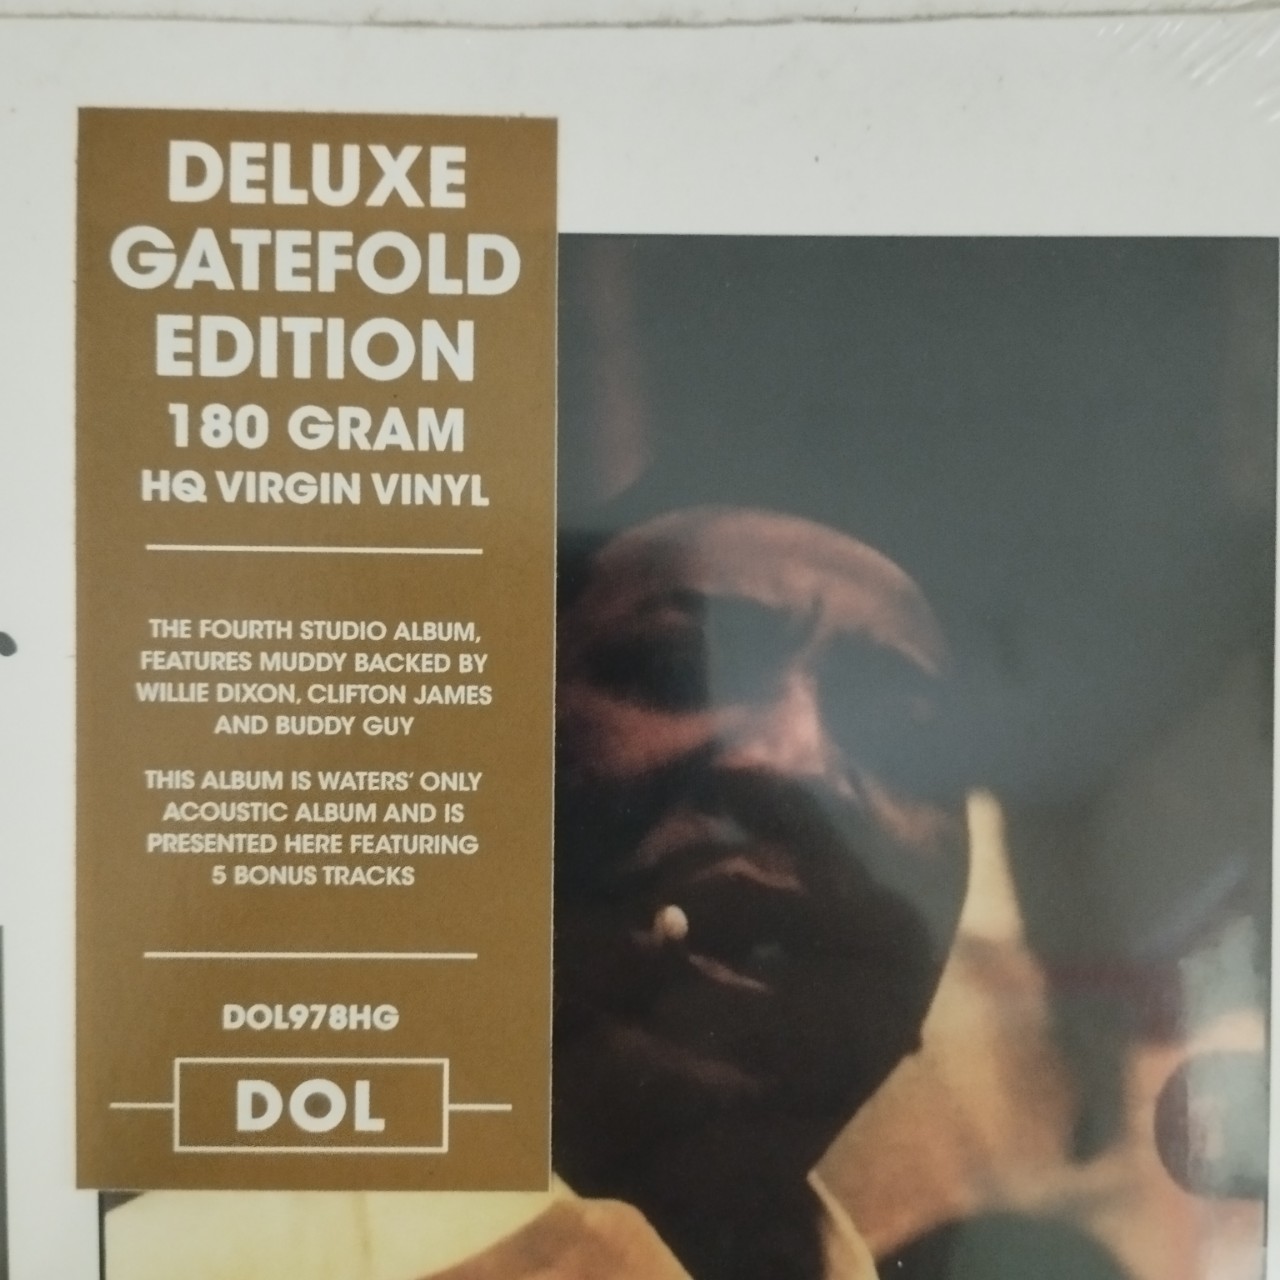 DELUXE
GATEFOLD
EDITION
180 GRAM
HQ VIRGIN VINYL
THE FOURTH STUDIO ALBUM,
FEATURES MUDDY BACKED BY
WILLIE DIXON, CLIFTON JAMES
AND BUDDY GUY
THIS ALBUM IS WATERS' ONLY
ACOUSTIC ALBUM AND IS
PRESENTED HERE FEATURING
5 BONUS TRACKS
DOL978HG
DOL